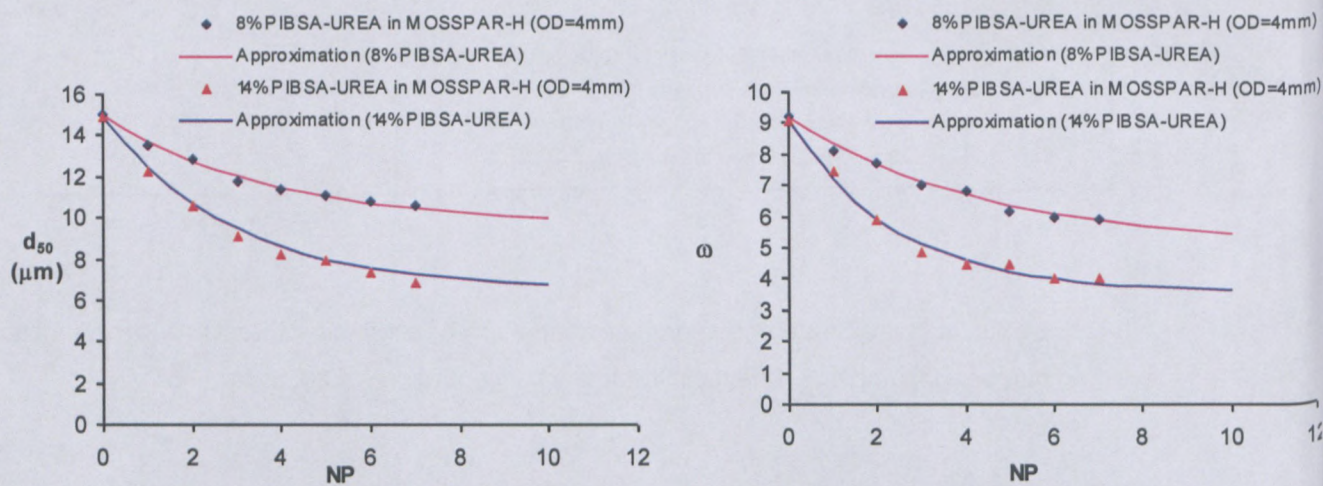 8%PIBSA-UREA in MOSSPAR-H (OD=4mm)
Approximation (8%PIBSA-UREA)
14%PIBSA-UREA in MOSSPAR-H (OD=4mm)
Approximation (14%PIBSA-UREA)
16
14
12
10
8
6
4
2
0
d₅₀
(μm)
0 2 4 6 8 10 12
NP
8%PIBSA-UREA in MOSSPAR-H (OD=4mm)
Approximation (8%PIBSA-UREA)
14%PIBSA-UREA in MOSSPAR-H (OD=4mm)
Approximation (14%PIBSA-UREA)
10
9
8
7
6
5
4
3
2
1
0
ω
0 2 4 6 8 10 12
NP